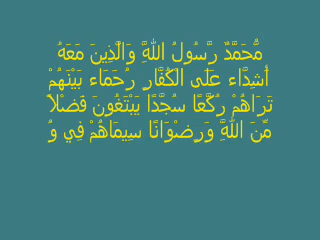 مُّحَمَّدٌ رَّسُولُ اللَّهِ وَالَّذِينَ مَعَهُ
أَشِدَّاء عَلَى الْكُفَّارِ رُحَمَاء بَيْنَهُمْ
تَرَاهُمْ رُكَّعًا سُجَّدًا يَبْتَغُونَ فَضْلًا
مِّنَ اللَّهِ وَرِضْوَانًا سِيمَاهُمْ فِي وُ